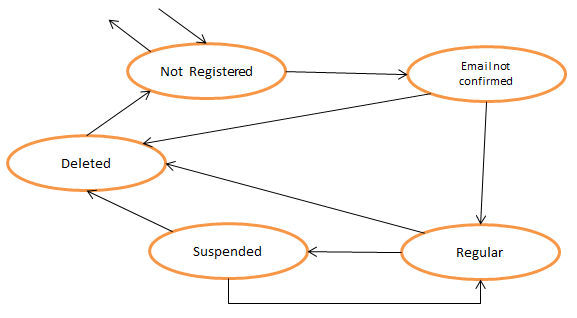 Not Registered
Email not
confirmed
Deleted
Suspended
Regular